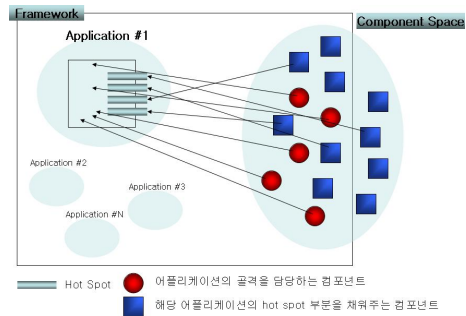 Framework
Component Space
Application #1
Application #2
Application #3
Application #N
Hot Spot
어플리케이션의 골격을 담당하는 컴포넌트
해당 어플리케이션의 hot spot 부분을 채워주는 컴포넌트